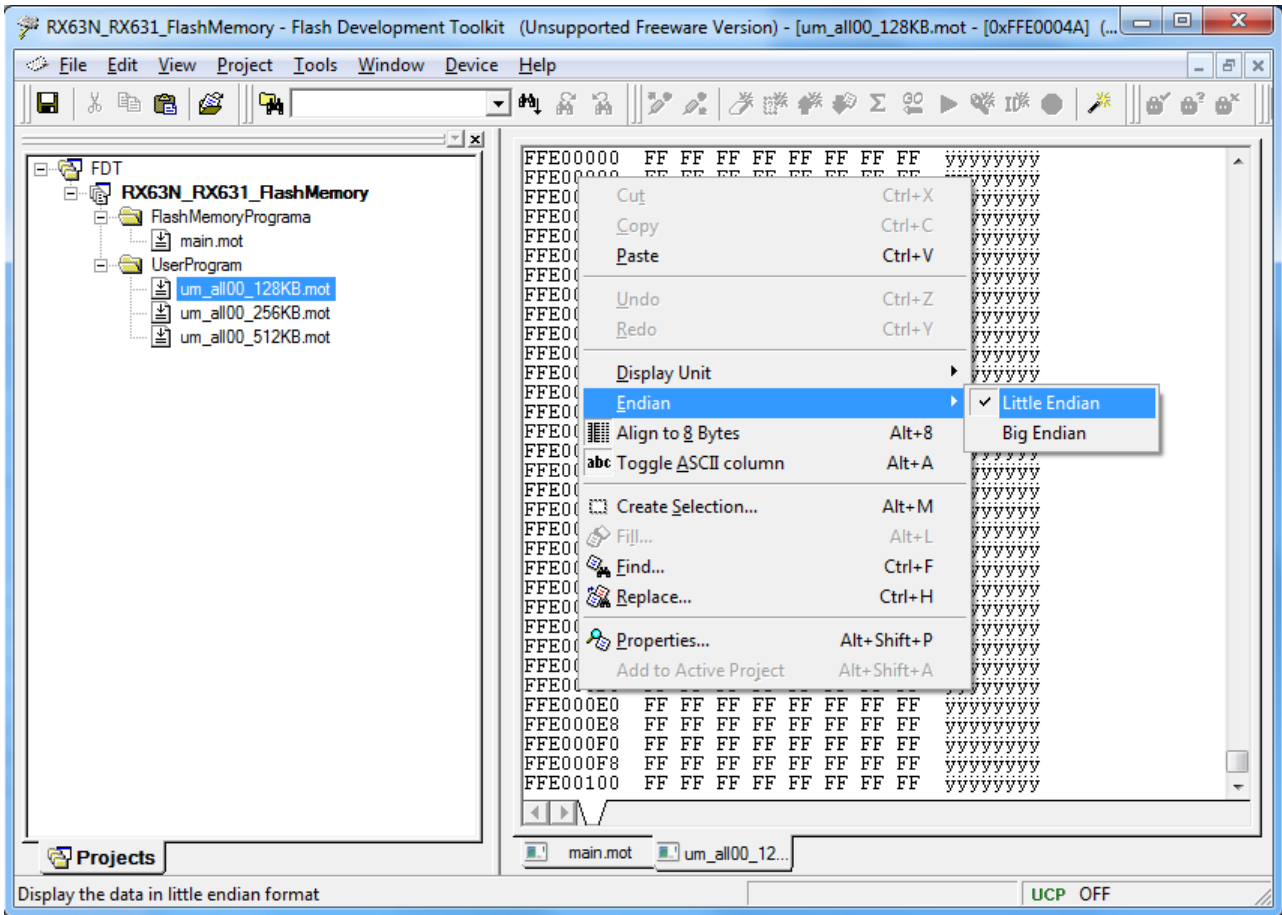 RX63N_RX631_FlashMemory - Flash Development Toolkit (Unsupported Freeware Version) - [um_all00_128KB.mot - [0xFFE0004A] (...
File Edit View Project Tools Window Device Help
FDT
RX63N_RX631_FlashMemory
FlashMemoryPrograma
main.mot
UserProgram
um_all00_128KB.mot
um_all00_256KB.mot
um_all00_512KB.mot
Projects
FFE00000 FF FF FF FF FF FF FF FF ÿÿÿÿÿÿÿÿ
Cut Ctrl+X
Copy Ctrl+C
Paste Ctrl+V
Undo Ctrl+Z
Redo Ctrl+Y
Display Unit
Endian
Align to 8 Bytes Alt+8
abc Toggle ASCII column Alt+A
Create Selection... Alt+M
Fill... Alt+L
Find... Ctrl+F
Replace... Ctrl+H
Properties... Alt+Shift+P
Add to Active Project Alt+Shift+A
Little Endian
Big Endian
FFE000E0 FF FF FF FF FF FF FF FF ÿÿÿÿÿÿÿÿ
FFE000E8 FF FF FF FF FF FF FF FF ÿÿÿÿÿÿÿÿ
FFE000F0 FF FF FF FF FF FF FF FF ÿÿÿÿÿÿÿÿ
FFE000F8 FF FF FF FF FF FF FF FF ÿÿÿÿÿÿÿÿ
FFE00100 FF FF FF FF FF FF FF FF ÿÿÿÿÿÿÿÿ
main.mot um_all00_12...
Display the data in little endian format UCP OFF